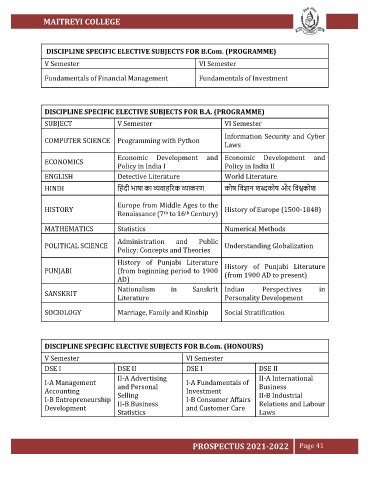 MAITREYI COLLEGE
DISCIPLINE SPECIFIC ELECTIVE SUBJECTS FOR B.Com. (PROGRAMME)
V Semester VI Semester
Fundamentals of Financial Management Fundamentals of Investment
DISCIPLINE SPECIFIC ELECTIVE SUBJECTS FOR B.A. (PROGRAMME)
SUBJECT V Semester VI Semester
COMPUTER SCIENCE Programming with Python Information Security and Cyber
Laws
ECONOMICS Economic Development and Economic Development and
Policy in India I Policy in India II
ENGLISH Detective Literature World Literature
HINDI हिंदी भाषा का व्यावहारिक व्याकरण कोष विज्ञान शब्दकोष और विश्वकोश
HISTORY Europe from Middle Ages to the
Renaissance (7th to 16th Century) History of Europe (1500-1848)
MATHEMATICS Statistics Numerical Methods
POLITICAL SCIENCE Administration and Public
Policy: Concepts and Theories Understanding Globalization
PUNJABI History of Punjabi Literature
(from beginning period to 1900
AD) History of Punjabi Literature
(from 1900 AD to present)
SANSKRIT Nationalism in Sanskrit Indian Perspectives in
Literature Personality Development
SOCIOLOGY Marriage, Family and Kinship Social Stratification
DISCIPLINE SPECIFIC ELECTIVE SUBJECTS FOR B.Com. (HONOURS)
V Semester VI Semester
DSE I DSE II DSE I DSE II
I-A Management
Accounting
I-B Entrepreneurship
Development
II-A Advertising
and Personal
Selling
II-B Business
Statistics
I-A Fundamentals of
Investment
I-B Consumer Affairs
and Customer Care
II-A International
Business
II-B Industrial
Relations and Labour
Laws
PROSPECTUS 2021-2022 Page 41